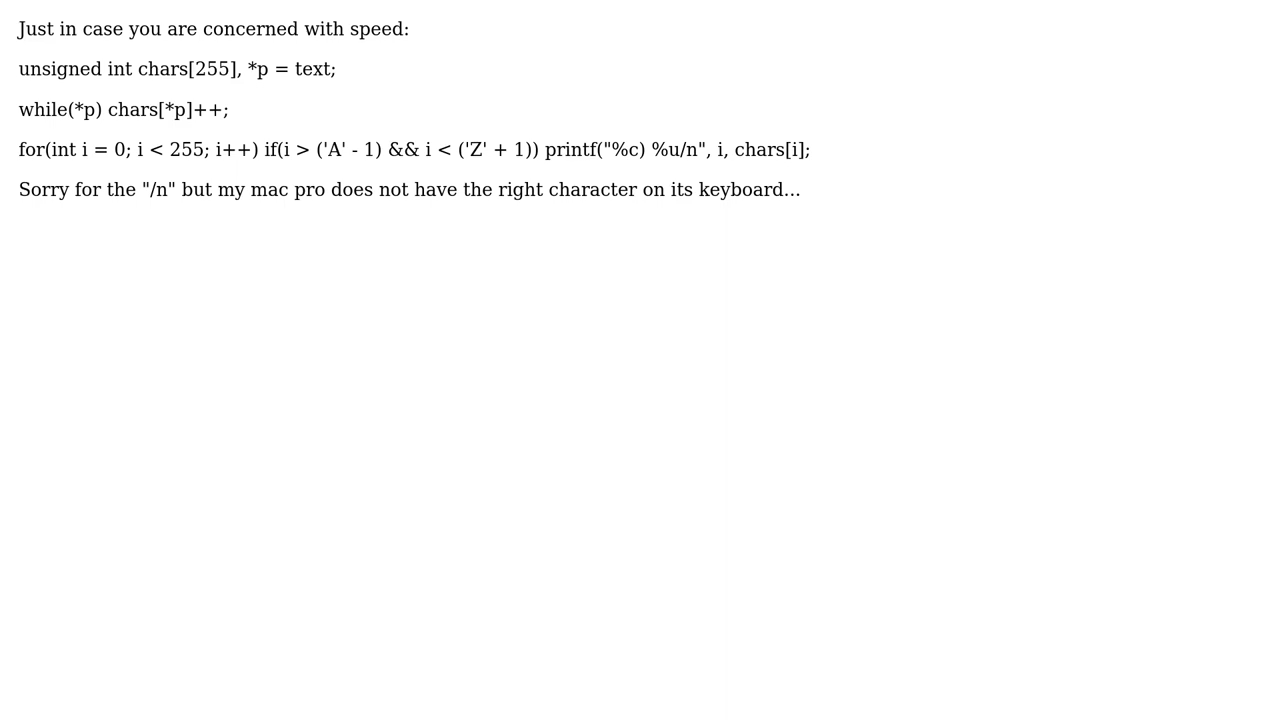 Just in case you are concerned with speed:
unsigned int chars[255], *p = text;
while(*p) chars[*p]++;
for(int i = 0; i < 255; i++) if(i > ('A' - 1) && i < ('Z' + 1)) printf("%c) %u/n", i, chars[i];
Sorry for the "/n" but my mac pro does not have the right character on its keyboard...